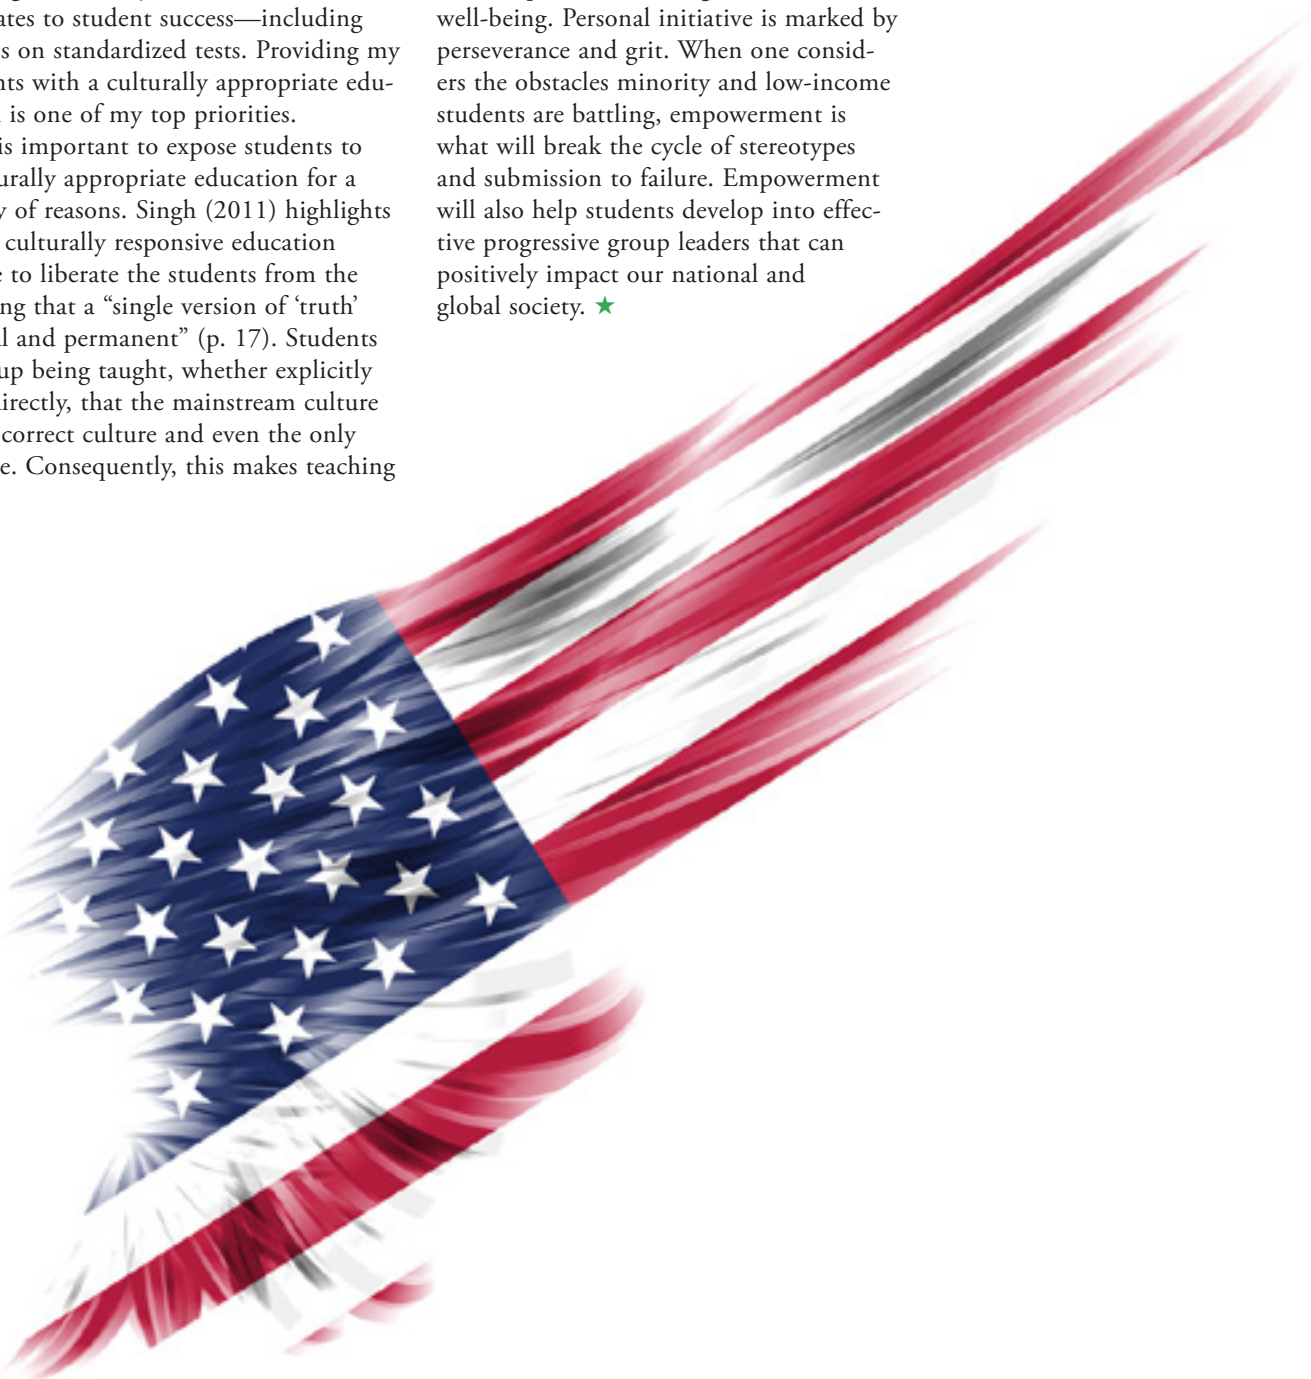 ates to student success—including
s on standardized tests. Providing my
nts with a culturally appropriate edu-
is one of my top priorities.
is important to expose students to
urally appropriate education for a
y of reasons. Singh (2011) highlights
culturally responsive education
e to liberate the students from the
ng that a “single version of ‘truth’
l and permanent” (p. 17). Students
up being taught, whether explicitly
directly, that the mainstream culture
correct culture and even the only
e. Consequently, this makes teaching
well-being. Personal initiative is marked by
perseverance and grit. When one consid-
ers the obstacles minority and low-income
students are battling, empowerment is
what will break the cycle of stereotypes
and submission to failure. Empowerment
will also help students develop into effec-
tive progressive group leaders that can
positively impact our national and
global society. ★